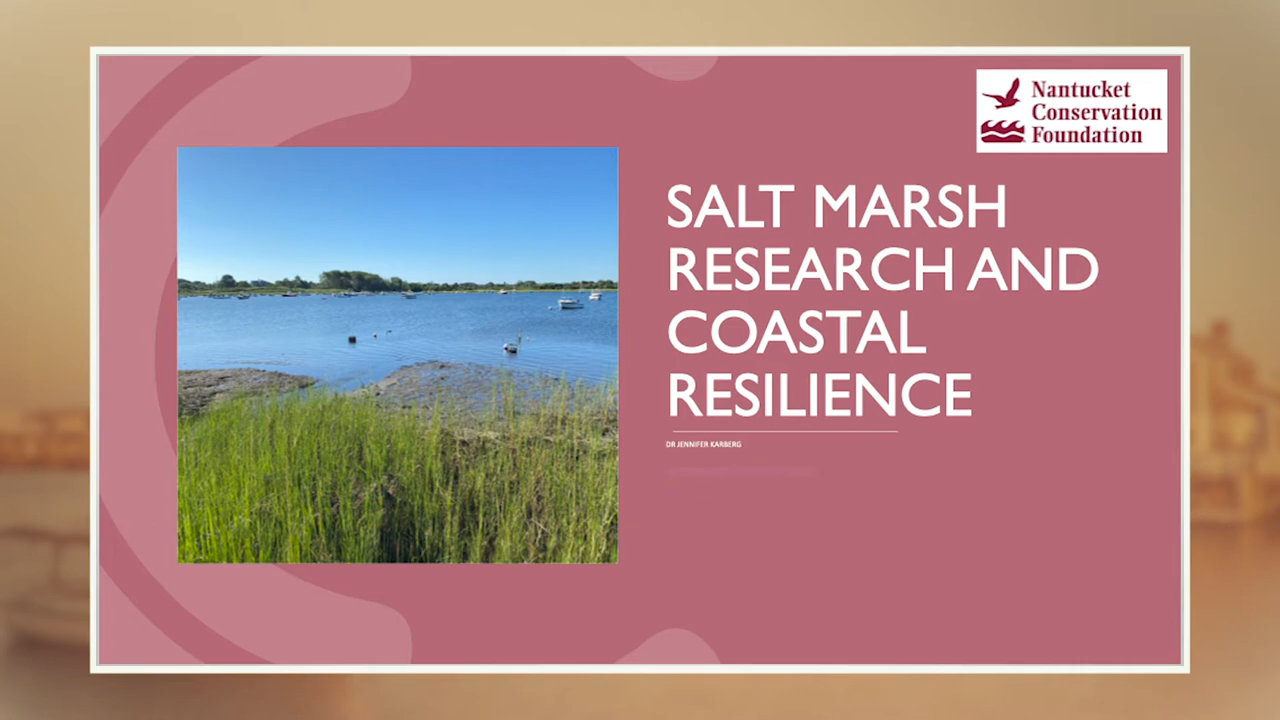 Nantucket
Conservation
Foundation
SALT MARSH
RESEARCH AND
COASTAL
RESILIENCE
DR JENNIFER KARBERG